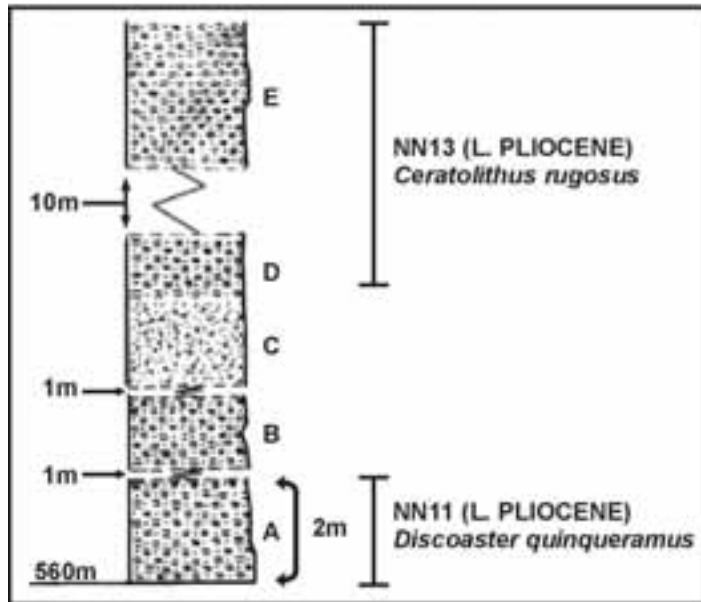 E
NN13 (L. PLIOCENE)
Ceratolithus rugosus
10m
D
C
1m
B
1m
A
2m
NN11 (L. PLIOCENE)
Discoaster quinqueramus
560m